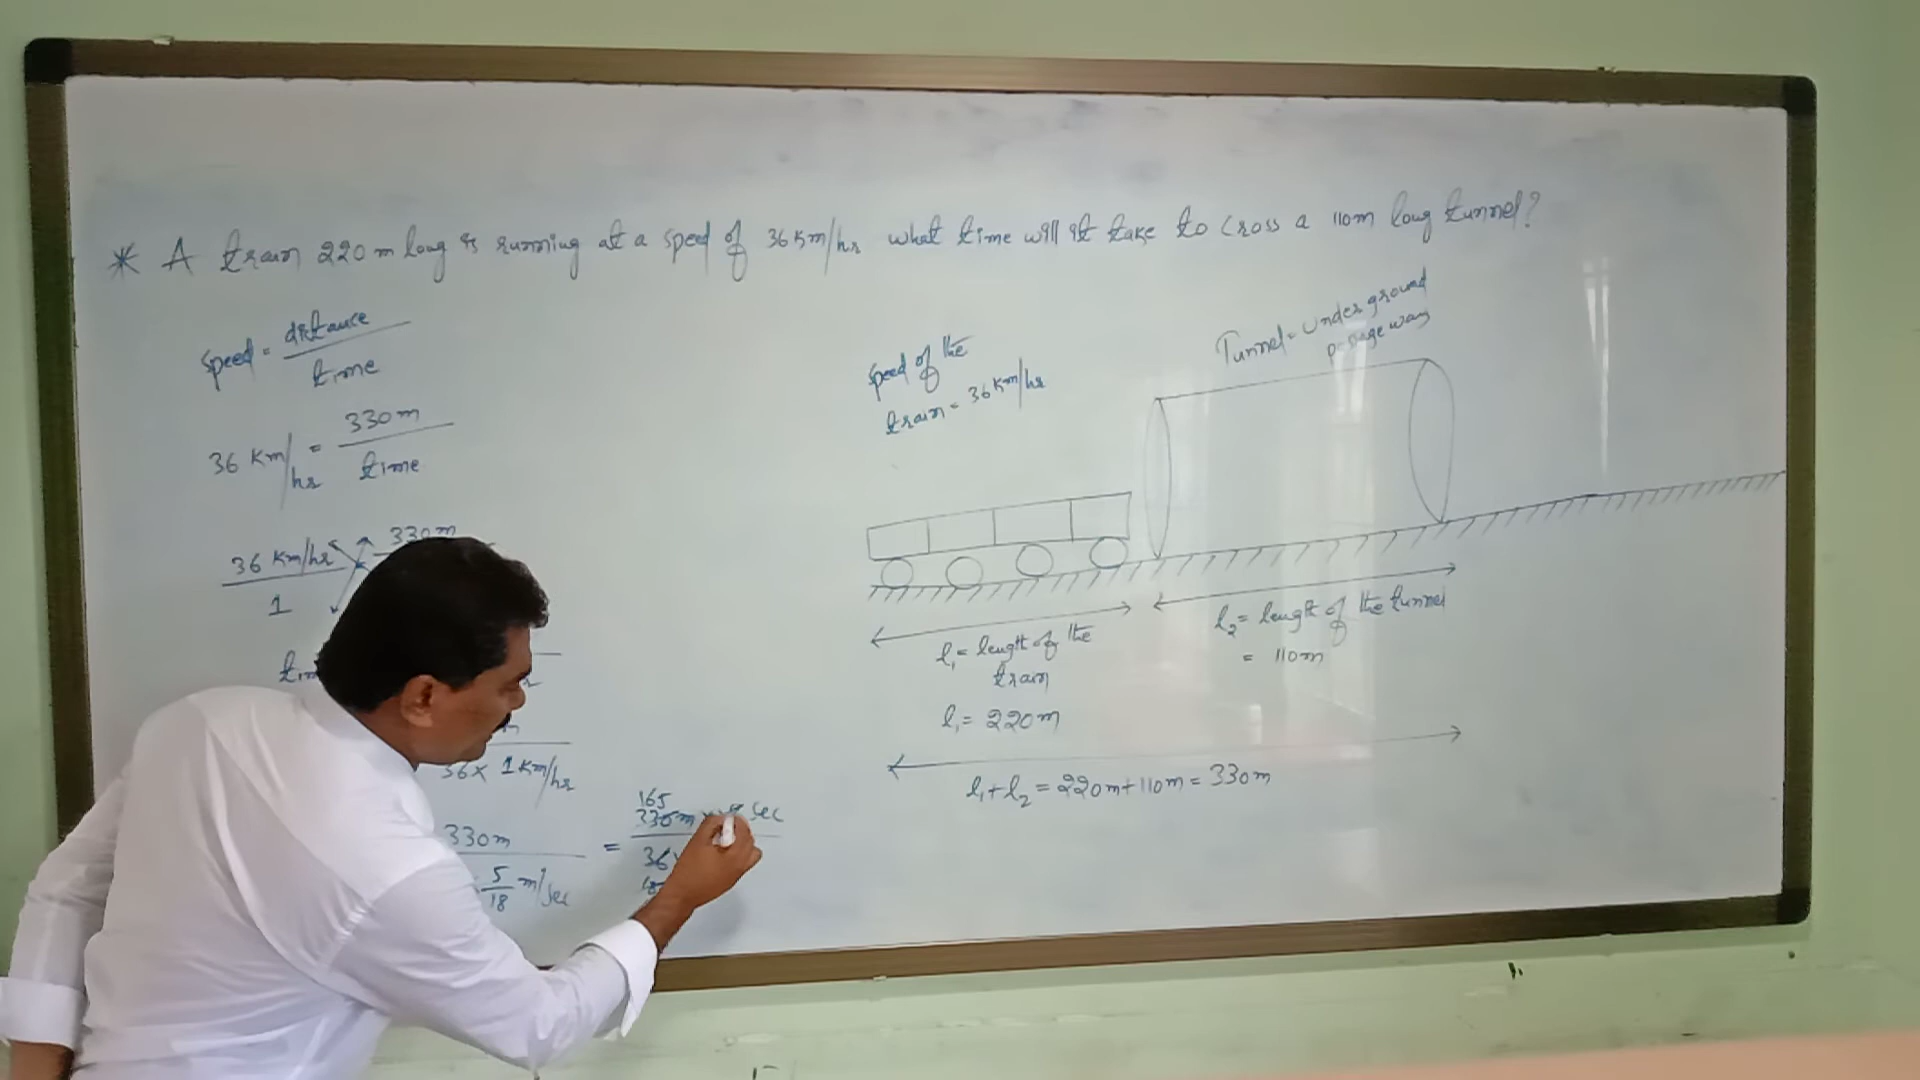 * A train 220 m long is running at a speed of 36 Km/hr what time will it take to cross a 110m long tunnel?
Speed = distance / time
36 Km/hr = 330 m / time
36 Km/hr / 1 330 m
36 x 1 Km/hr
330 m / 5/18 m/sec = 165 330 m sec / 36 18
Speed of the
train = 36 Km/hr
Tunnel = Under ground
way
l₁ = length of the
train
l₁ = 220 m
l₂ = length of the tunnel
= 110 m
l₁ + l₂ = 220 m + 110 m = 330 m